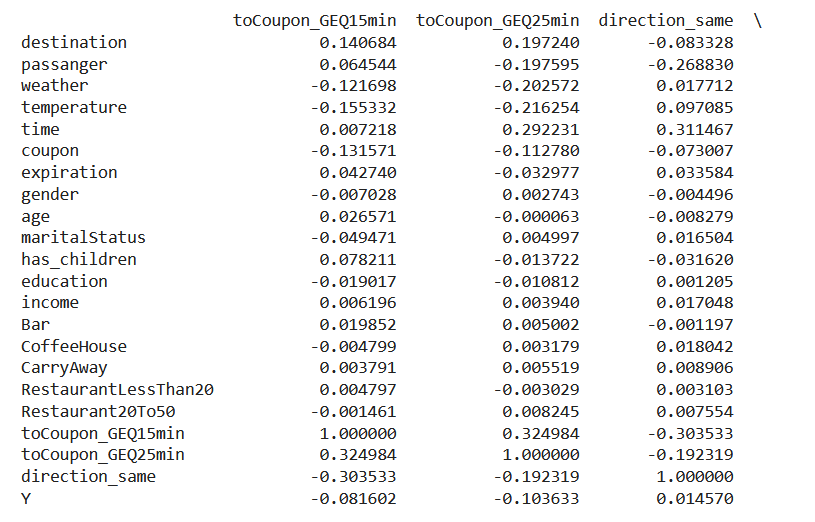 toCoupon_GEQ15min toCoupon_GEQ25min direction_same \
destination 0.140684 0.197240 -0.083328
passanger 0.064544 -0.197595 -0.268830
weather -0.121698 -0.202572 0.017712
temperature -0.155332 -0.216254 0.097085
time 0.007218 0.292231 0.311467
coupon -0.131571 -0.112780 -0.073007
expiration 0.042740 -0.032977 0.033584
gender -0.007028 0.002743 -0.004496
age 0.026571 -0.000063 -0.008279
maritalStatus -0.049471 0.004997 0.016504
has_children 0.078211 -0.013722 -0.031620
education -0.019017 -0.010812 0.001205
income 0.006196 0.003940 0.017048
Bar 0.019852 0.005002 -0.001197
CoffeeHouse -0.004799 0.003179 0.018042
CarryAway 0.003791 0.005519 0.008906
RestaurantLessThan20 0.004797 -0.003029 0.003103
Restaurant20To50 -0.001461 0.008245 0.007554
toCoupon_GEQ15min 1.000000 0.324984 -0.303533
toCoupon_GEQ25min 0.324984 1.000000 -0.192319
direction_same -0.303533 -0.192319 1.000000
Y -0.081602 -0.103633 0.014570